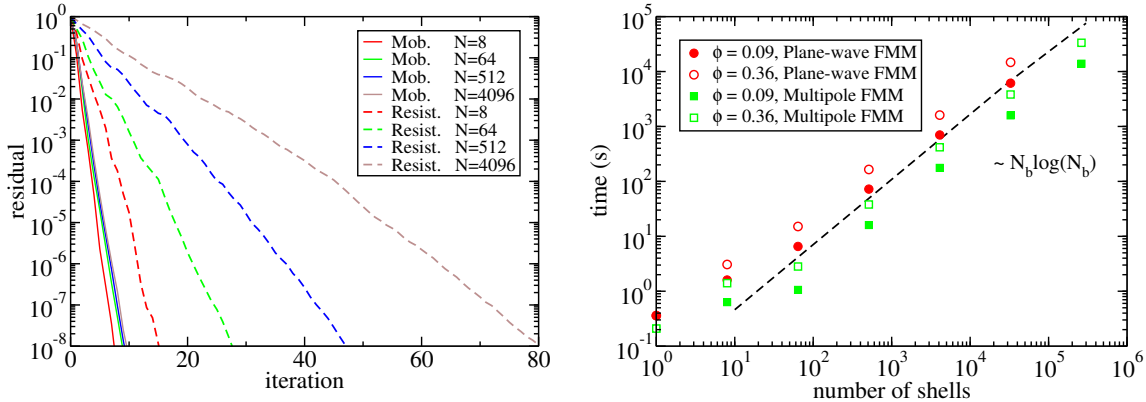 10^0
10^-1
10^-2
10^-3
10^-4
10^-5
10^-6
10^-7
10^-8
residual
0 20 40 60 80
iteration
Mob. N=8
Mob. N=64
Mob. N=512
Mob. N=4096
Resist. N=8
Resist. N=64
Resist. N=512
Resist. N=4096
10^5
10^4
10^3
10^2
10^1
10^0
10^-1
time (s)
10^0 10^1 10^2 10^3 10^4 10^5 10^6
number of shells
ϕ = 0.09, Plane-wave FMM
ϕ = 0.36, Plane-wave FMM
ϕ = 0.09, Multipole FMM
ϕ = 0.36, Multipole FMM
~ N_b log(N_b)